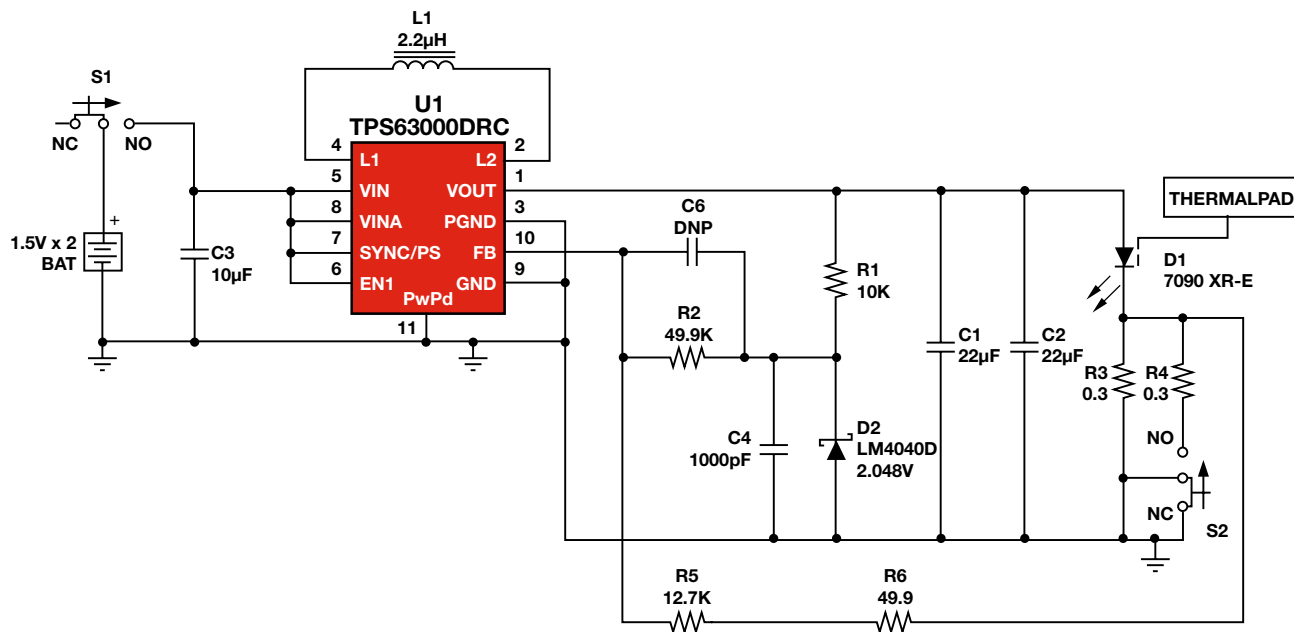 L1
2.2µH
S1
NC
NO
U1
TPS63000DRC
4
L1
L2
2
5
VIN
VOUT
1
8
VINA
PGND
3
7
SYNC/PS
FB
10
6
EN1
GND
9
PwPd
11
+
1.5V x 2
BAT
C3
10µF
C6
DNP
R2
49.9K
R1
10K
C4
1000pF
D2
LM4040D
2.048V
C1
22µF
C2
22µF
THERMALPAD
D1
7090 XR-E
R3
0.3
R4
0.3
NO
NC
S2
R5
12.7K
R6
49.9